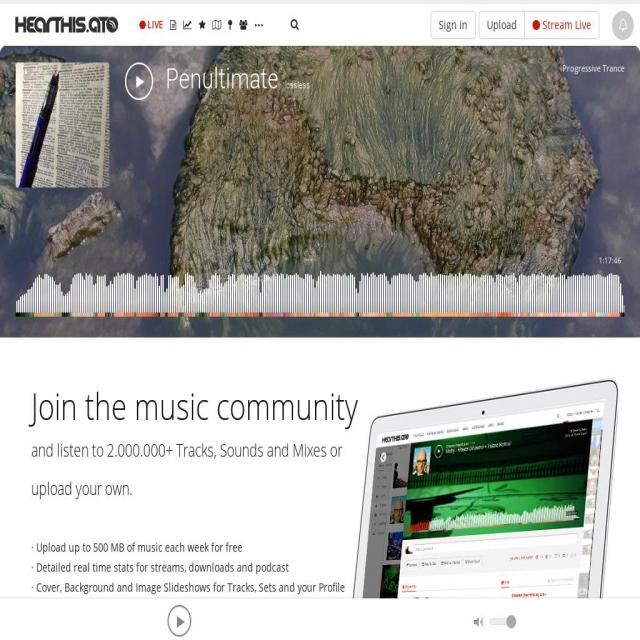 HEARTHIS.AT
LIVE
Sign in
Upload
Stream Live
Penultimate
Progressive Trance
1:17:46
Join the music community
and listen to 2.000.000+ Tracks, Sounds and Mixes or
upload your own.
· Upload up to 500 MB of music each week for free
· Detailed real time stats for streams, downloads and podcast
· Cover, Background and Image Slideshows for Tracks, Sets and your Profile
HEARTHIS.AT